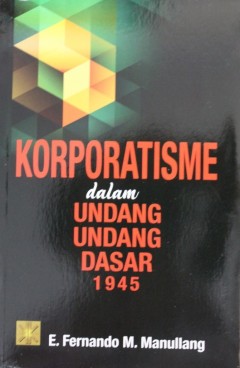 KORPORATISME
dalam
UNDANG
UNDANG
DASAR
1945
E. Fernando M. Manullang